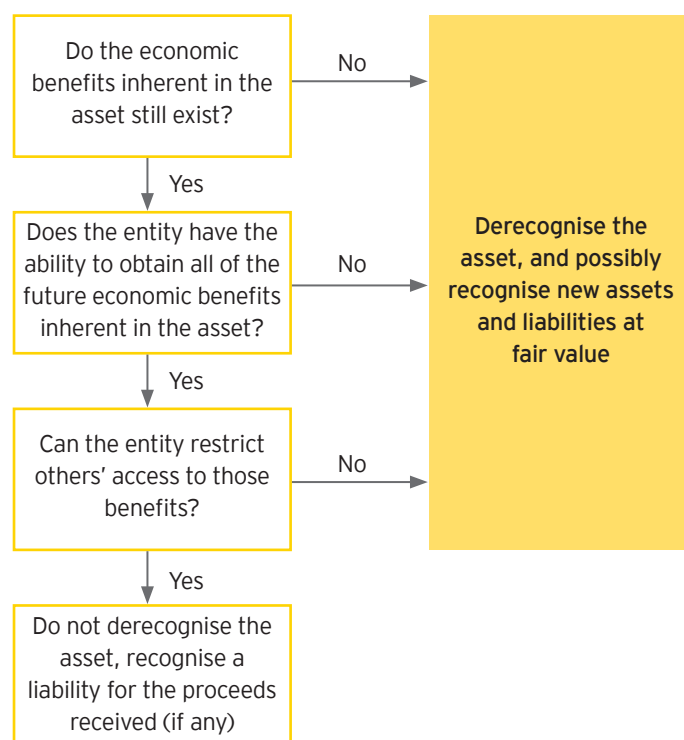 Do the economic
benefits inherent in the
asset still exist?
No
Yes
Does the entity have the
ability to obtain all of the
future economic benefits
inherent in the asset?
No
Derecognise the
asset, and possibly
recognise new assets
and liabilities at
fair value
Yes
Can the entity restrict
others’ access to those
benefits?
No
Yes
Do not derecognise the
asset, recognise a
liability for the proceeds
received (if any)